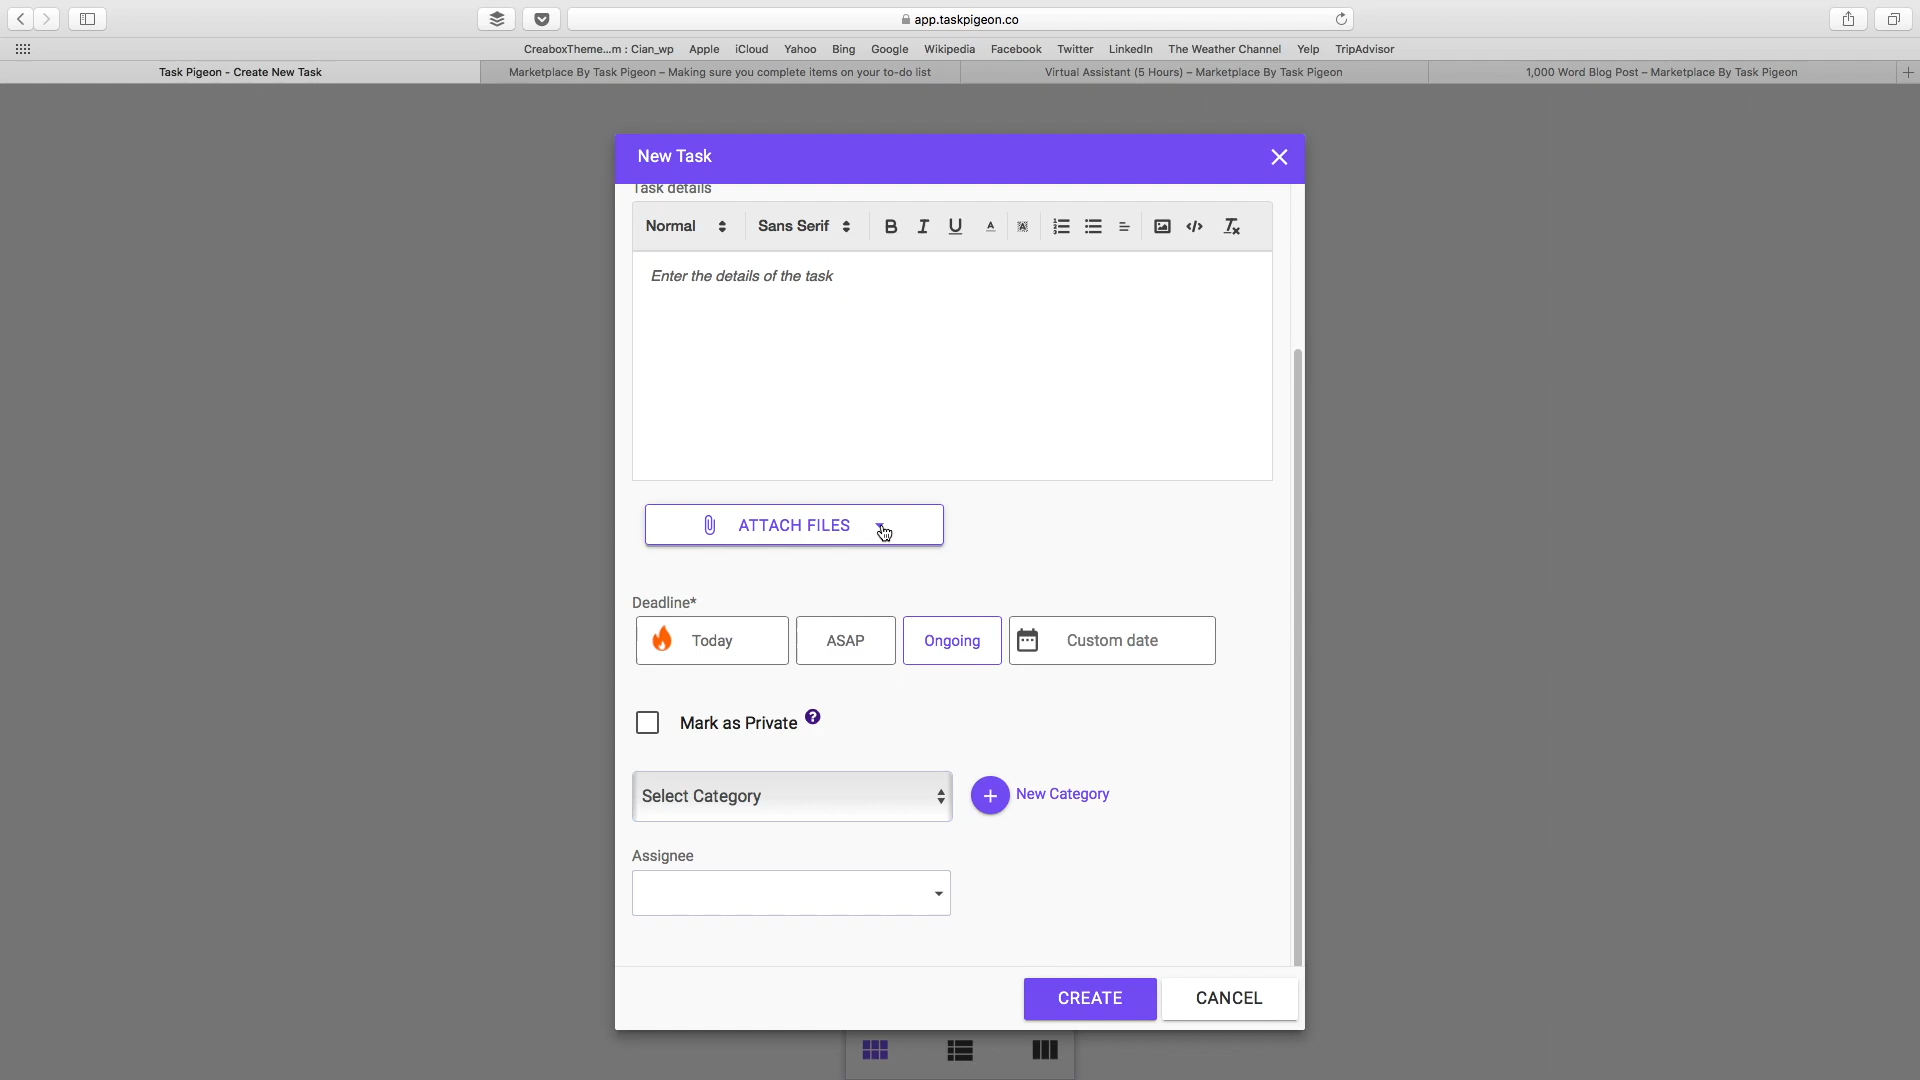 app.taskpigeon.co
CreaboxTheme...m : Cian_wp Apple iCloud Yahoo Bing Google Wikipedia Facebook Twitter LinkedIn The Weather Channel Yelp TripAdvisor
Task Pigeon - Create New Task Marketplace By Task Pigeon – Making sure you complete items on your to-do list Virtual Assistant (5 Hours) – Marketplace By Task Pigeon 1,000 Word Blog Post – Marketplace By Task Pigeon
New Task
Task details
Normal Sans Serif
Enter the details of the task
ATTACH FILES
Deadline*
Today ASAP Ongoing Custom date
Mark as Private ?
Select Category New Category
Assignee
CREATE CANCEL